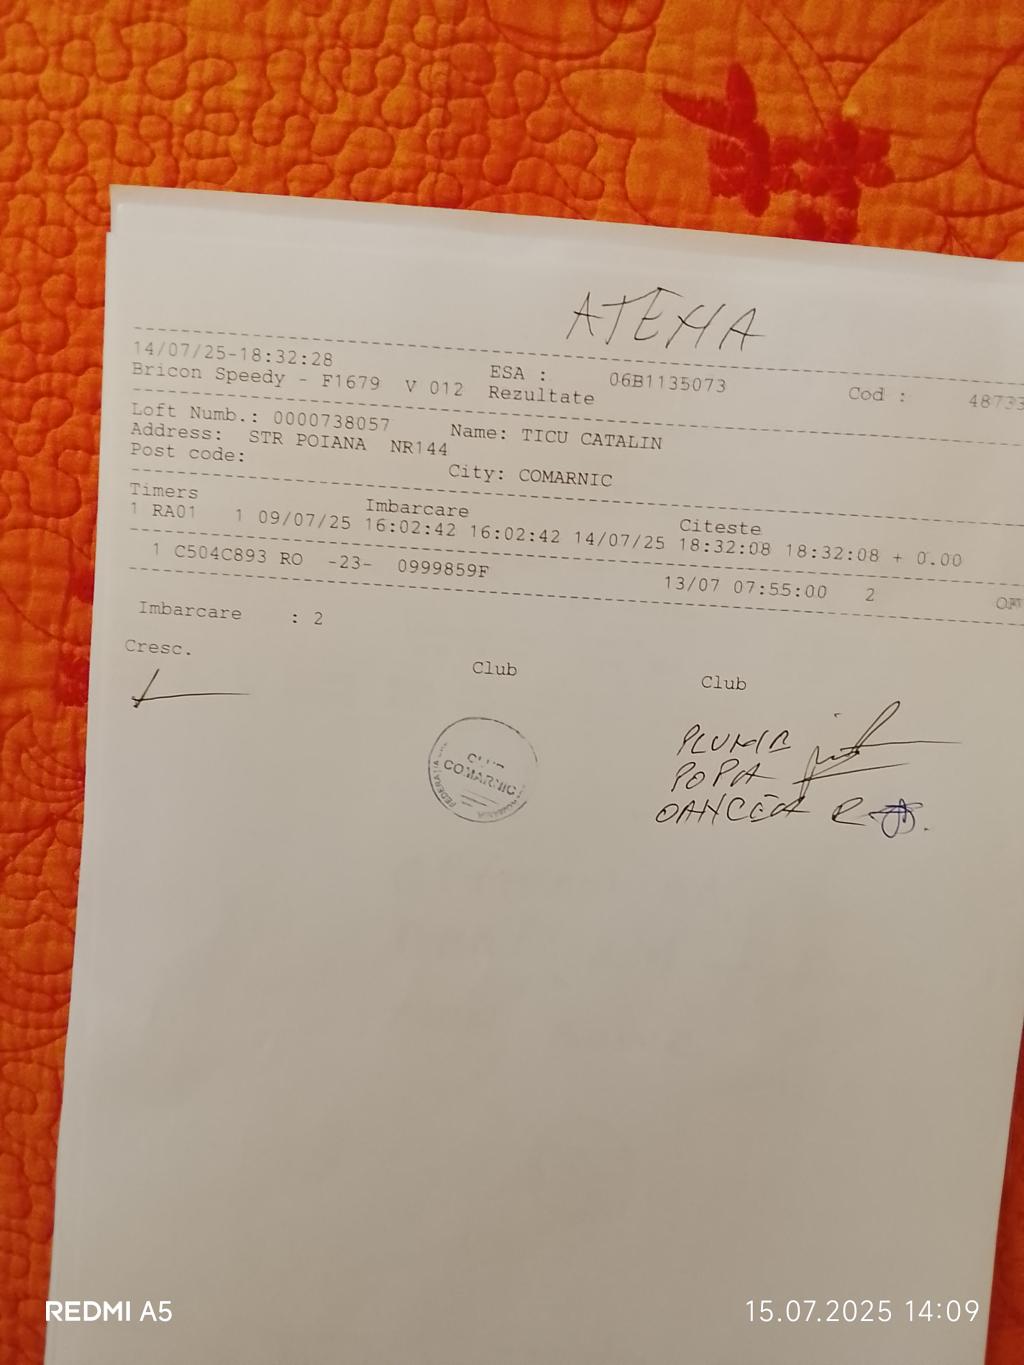 ATENA
14/07/25-18:32:28 ESA : 06B1135073 Cod : 48733
Bricon Speedy - F1679 V 012 Rezultate
Loft Numb.: 0000738057 Name: TICU CATALIN
Address: STR POIANA NR144
Post code: City: COMARNIC
Timers Imbarcare Citeste
1 RA01 1 09/07/25 16:02:42 16:02:42 14/07/25 18:32:08 18:32:08 + 0.00
1 C504C893 RO -23- 0999859F 13/07 07:55:00 2
Imbarcare : 2
Cresc. Club Club
CLUB
COMARNIC
POPA
OANCEA R
REDMI A5 15.07.2025 14:09